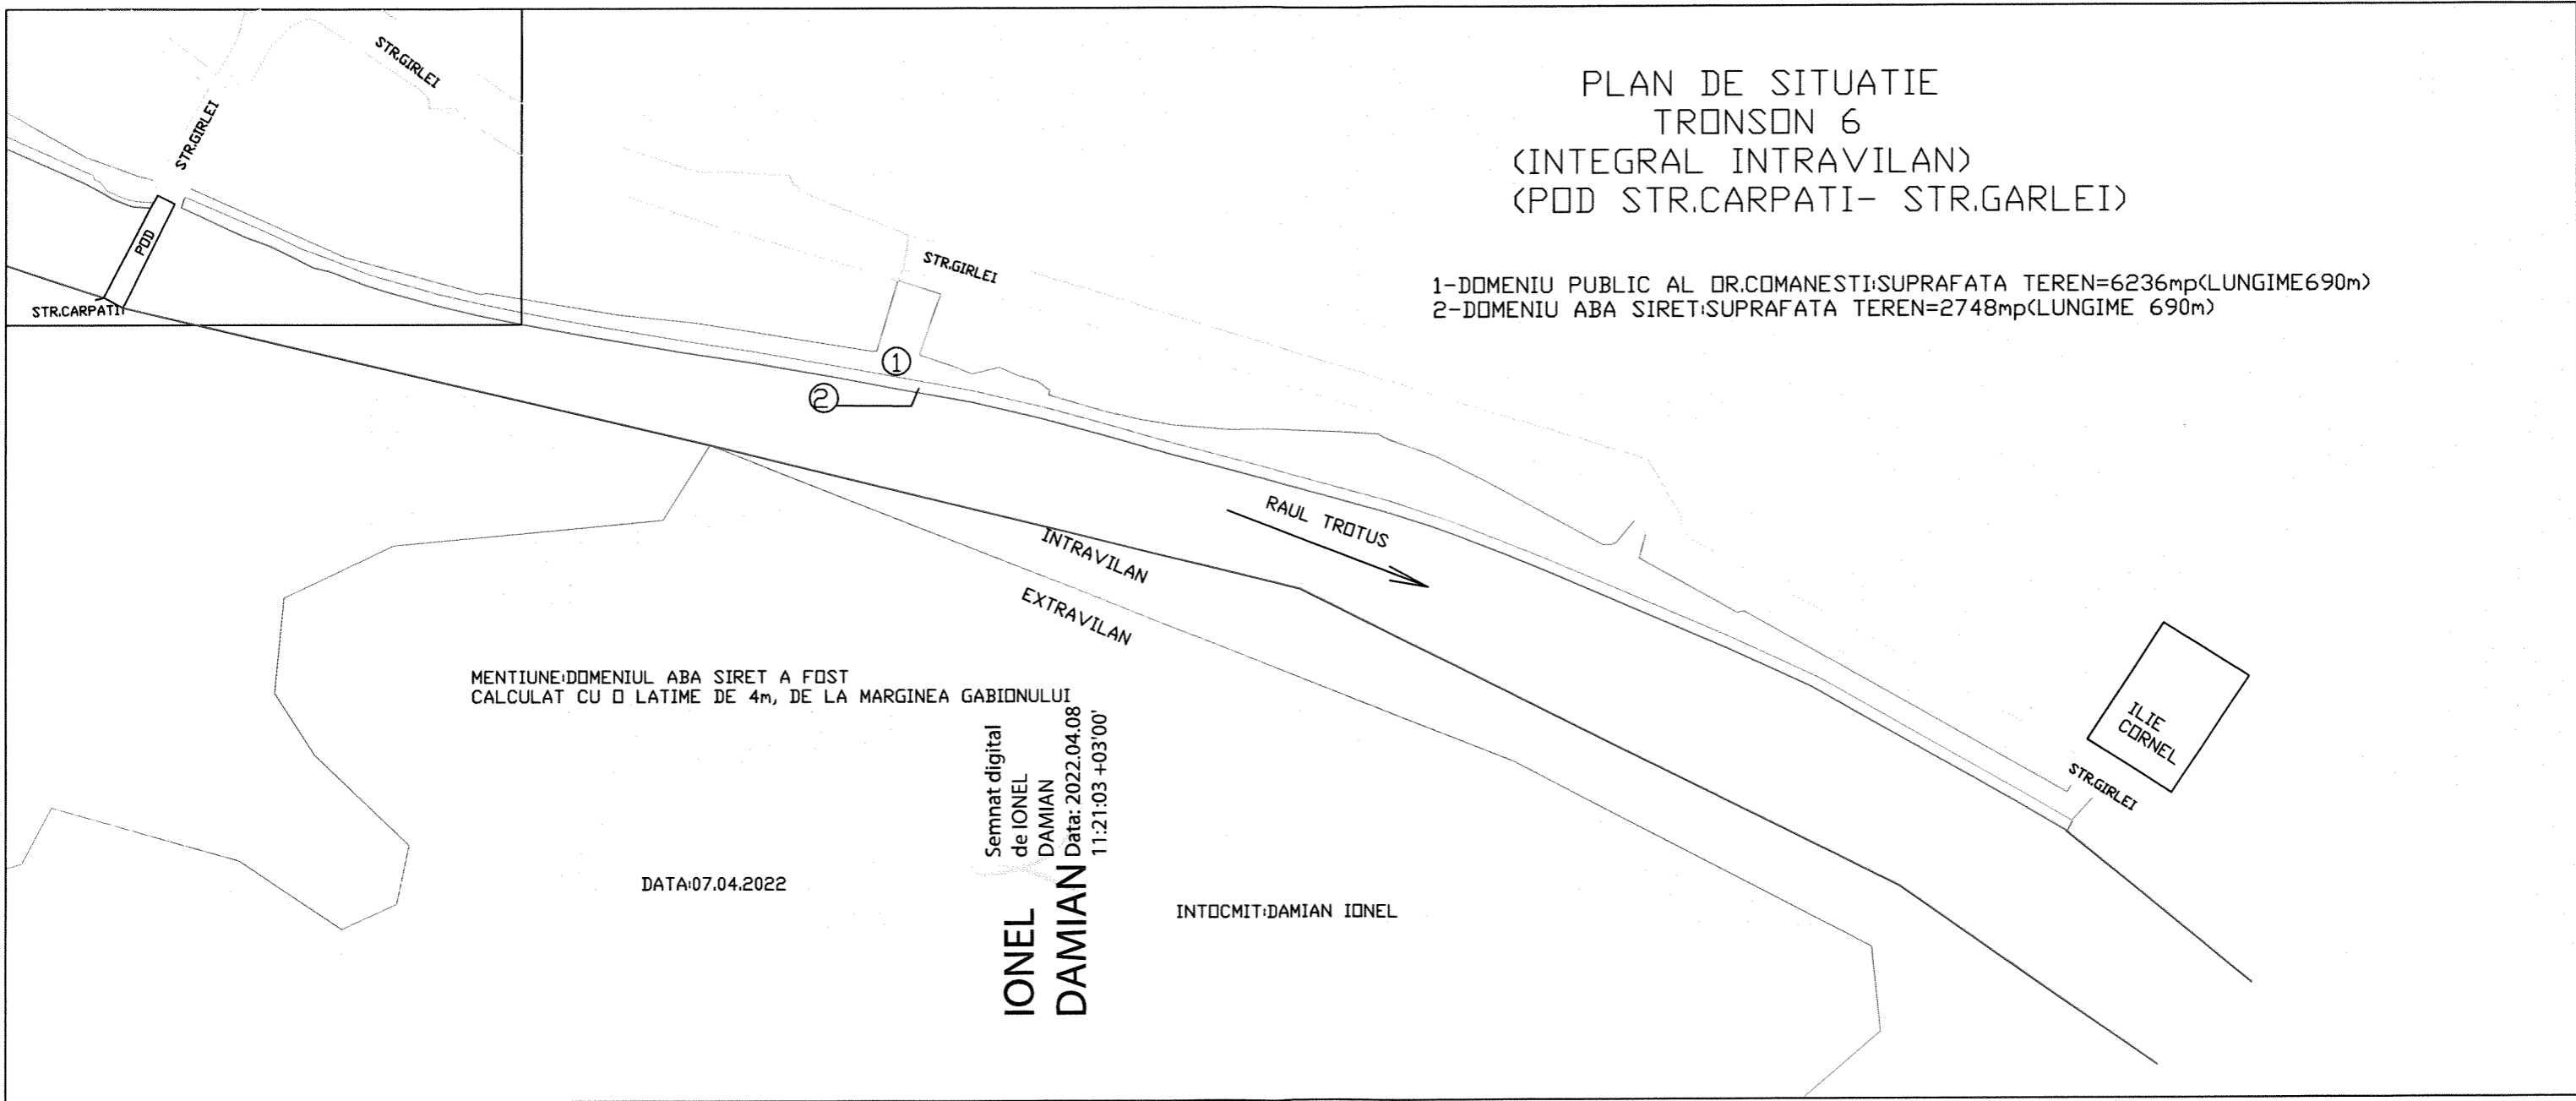 PLAN DE SITUATIE
TRONSON 6
(INTEGRAL INTRAVILAN)
(POD STR.CARPATI- STR.GARLEI)
1-DOMENIU PUBLIC AL OR.COMANESTI:SUPRAFATA TEREN=6236mp(LUNGIME690m)
2-DOMENIU ABA SIRET:SUPRAFATA TEREN=2748mp(LUNGIME 690m)
STR.GIRLEI
STR.GIRLEI
POD
STR.CARPATI
STR.GIRLEI
1
2
RAUL TROTUS
INTRAVILAN
EXTRAVILAN
MENTIUNE:DOMENIUL ABA SIRET A FOST
CALCULAT CU O LATIME DE 4m, DE LA MARGINEA GABIONULUI
ILIE
CORNEL
STR.GIRLEI
DATA:07.04.2022
IONEL
DAMIAN
Semnat digital
de IONEL
DAMIAN
Data: 2022.04.08
11:21:03 +03'00'
INTOCMIT:DAMIAN IONEL